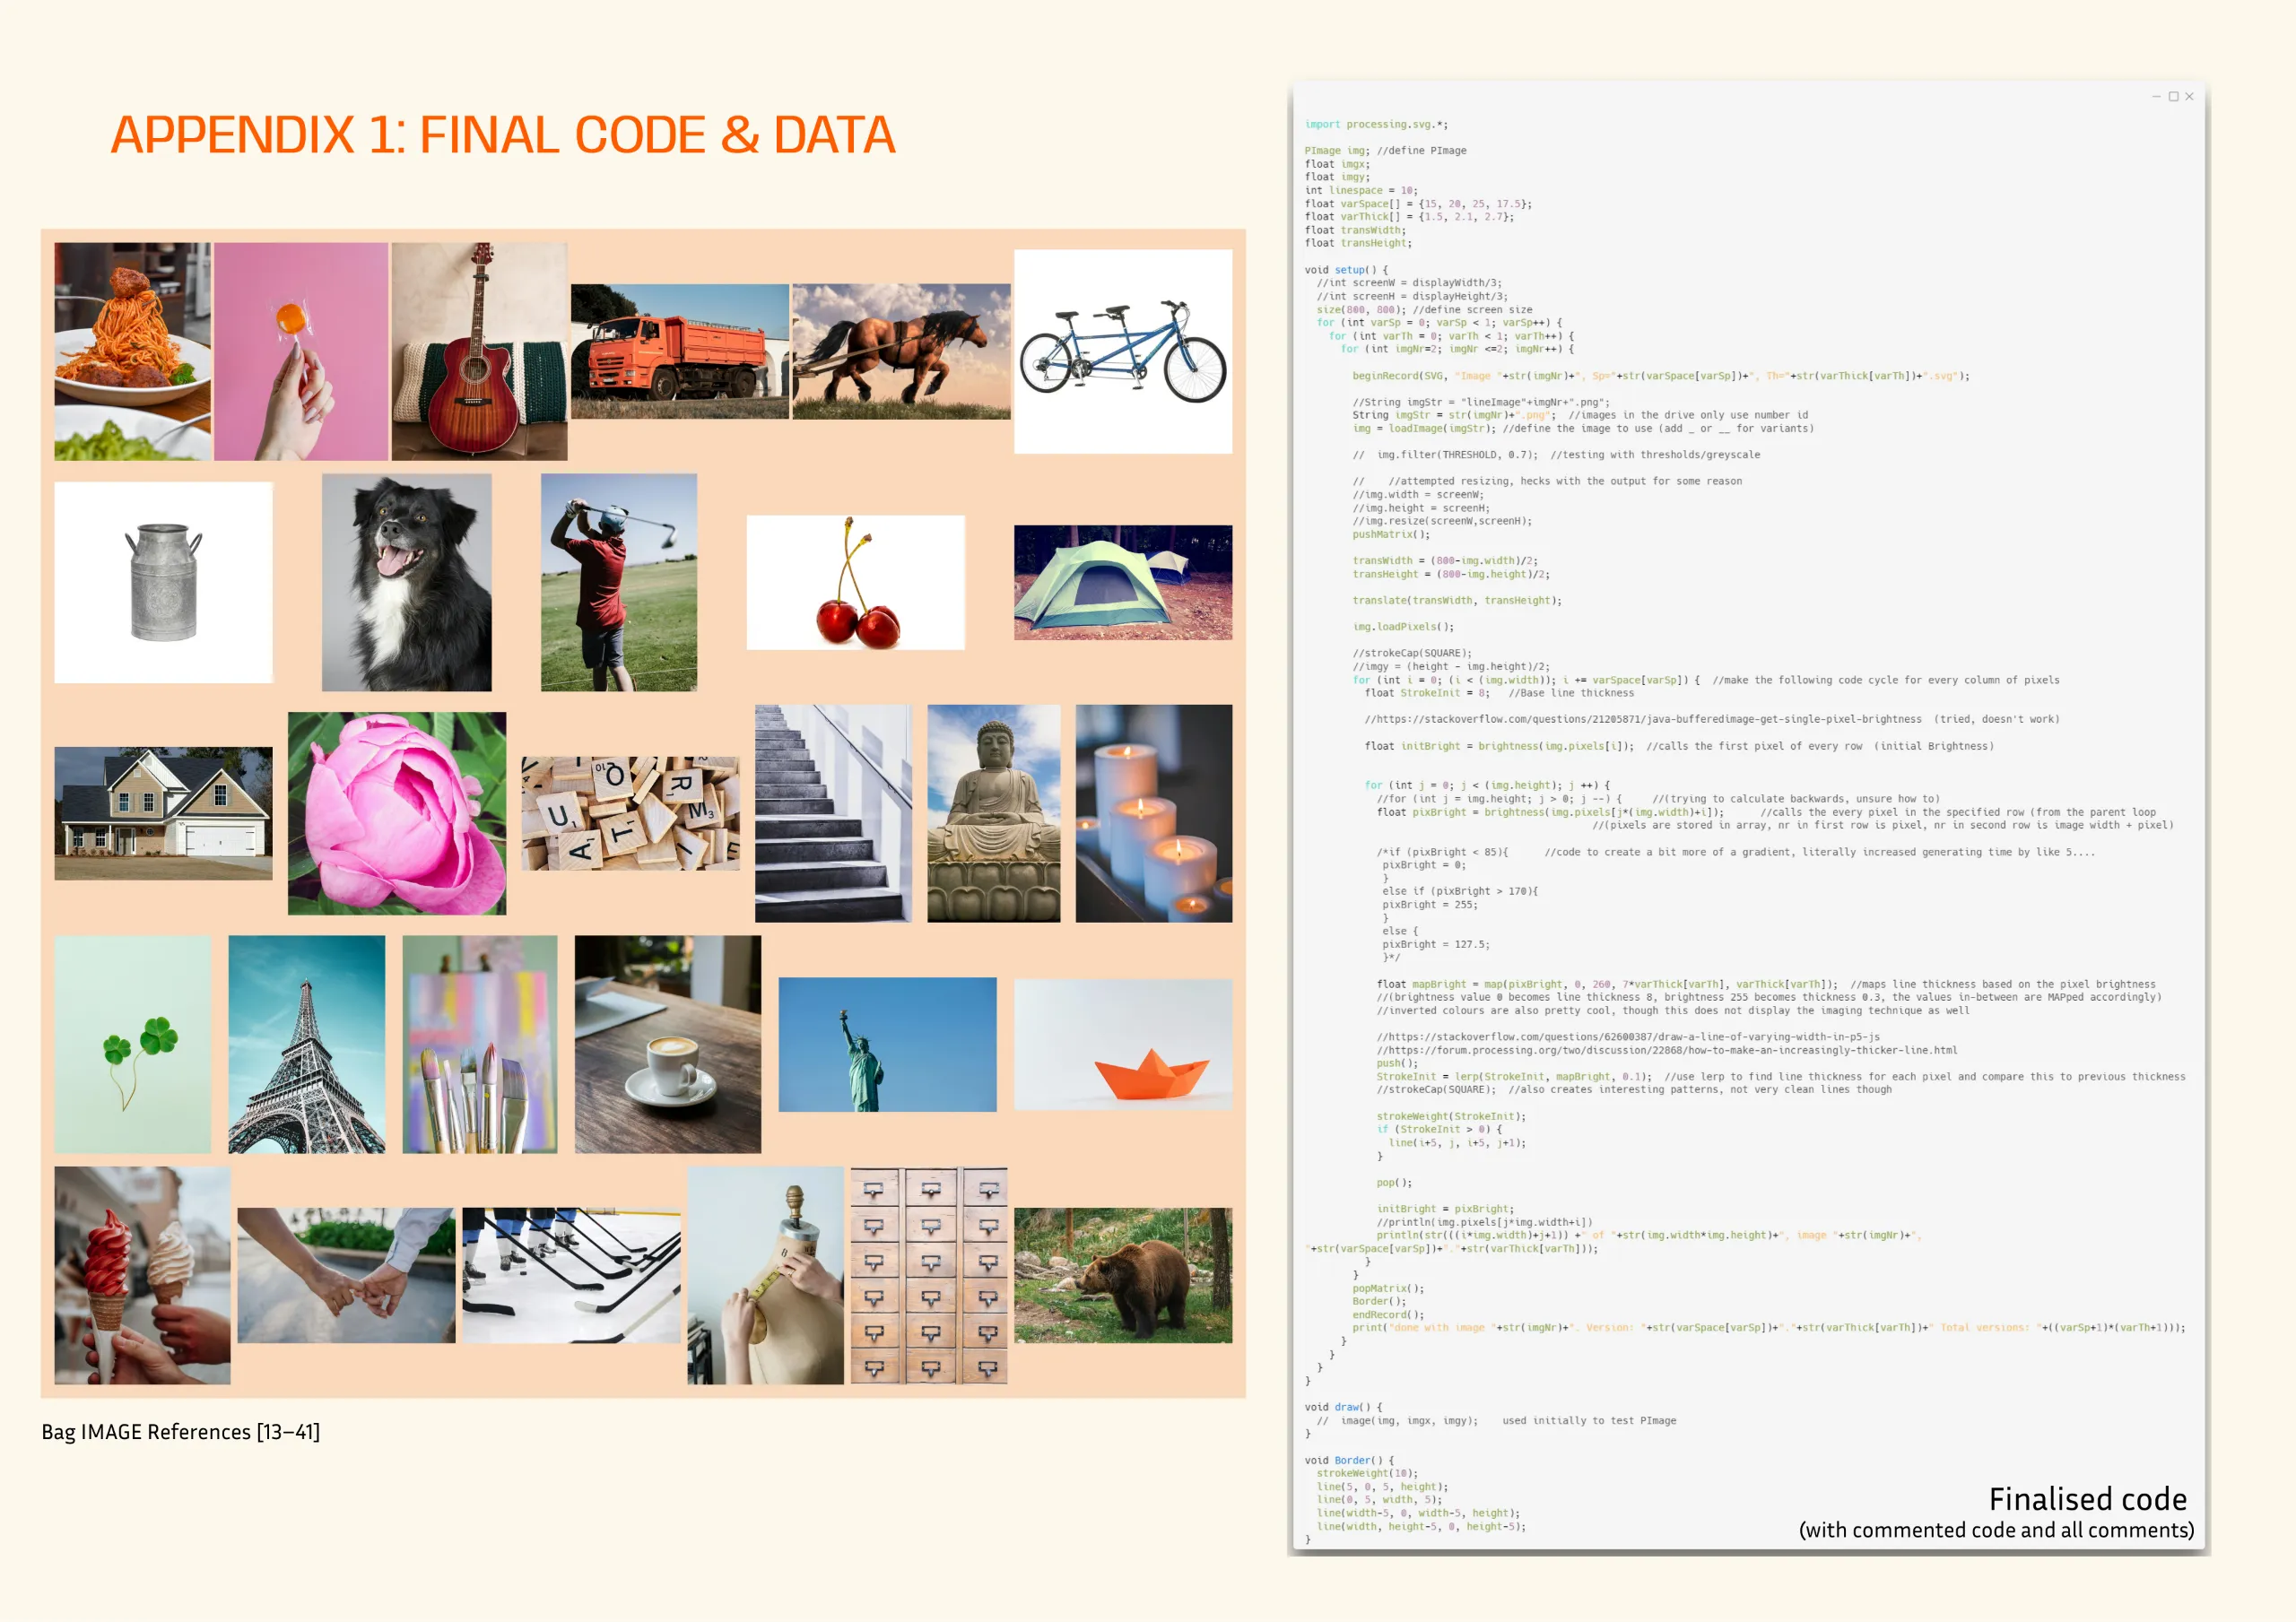 APPENDIX 1: FINAL CODE & DATA
Bag IMAGE References [13–41]
import processing.svg.*;
PImage img; //define PImage
float imgx;
float imgy;
int linespace = 10;
float varSpace[] = {15, 20, 25, 17.5};
float varThick[] = {1.5, 2.1, 2.7};
float transWidth;
float transHeight;
void setup() {
//int screenW = displayWidth/3;
//int screenH = displayHeight/3;
size(800, 800); //define screen size
for (int varSp = 0; varSp < 1; varSp++) {
for (int varTh = 0; varTh < 1; varTh++) {
for (int imgNr=2; imgNr <=2; imgNr++) {
beginRecord(SVG, "Image "+str(imgNr)+", Sp="+str(varSpace[varSp])+", Th="+str(varThick[varTh])+".svg");
//String imgStr = "lineImage"+imgNr+".png";
String imgStr = str(imgNr)+".png";  //images in the drive only use number id
img = loadImage(imgStr); //define the image to use (add _ or __ for variants)
//  img.filter(THRESHOLD, 0.7);  //testing with thresholds/greyscale
//    //attempted resizing, hecks with the output for some reason
//img.width = screenW;
//img.height = screenH;
//img.resize(screenW,screenH);
pushMatrix();
transWidth = (800-img.width)/2;
transHeight = (800-img.height)/2;
translate(transWidth, transHeight);
img.loadPixels();
//strokeCap(SQUARE);
//imgy = (height - img.height)/2;
for (int i = 0; (i < (img.width)); i += varSpace[varSp]) {  //make the following code cycle for every column of pixels
float StrokeInit = 8;   //Base line thickness
//https://stackoverflow.com/questions/21205871/java-bufferedimage-get-single-pixel-brightness  (tried, doesn't work)
float initBright = brightness(img.pixels[i]);  //calls the first pixel of every row  (initial Brightness)
for (int j = 0; j < (img.height); j ++) {
//for (int j = img.height; j > 0; j --) {     //(trying to calculate backwards, unsure how to)
float pixBright = brightness(img.pixels[j*(img.width)+i]);      //calls the every pixel in the specified row (from the parent loop
//(pixels are stored in array, nr in first row is pixel, nr in second row is image width + pixel)
/*if (pixBright < 85){      //code to create a bit more of a gradient, literally increased generating time by like 5....
pixBright = 0;
}
else if (pixBright > 170){
pixBright = 255;
}
else {
pixBright = 127.5;
}*/
float mapBright = map(pixBright, 0, 260, 7*varThick[varTh], varThick[varTh]);  //maps line thickness based on the pixel brightness
//(brightness value 0 becomes line thickness 8, brightness 255 becomes thickness 0.3, the values in-between are MAPped accordingly)
//inverted colours are also pretty cool, though this does not display the imaging technique as well
//https://stackoverflow.com/questions/62600387/draw-a-line-of-varying-width-in-p5-js
//https://forum.processing.org/two/discussion/22868/how-to-make-an-increasingly-thicker-line.html
push();
StrokeInit = lerp(StrokeInit, mapBright, 0.1);  //use lerp to find line thickness for each pixel and compare this to previous thickness
//strokeCap(SQUARE);  //also creates interesting patterns, not very clean lines though
strokeWeight(StrokeInit);
if (StrokeInit > 0) {
line(i+5, j, i+5, j+1);
}
pop();
initBright = pixBright;
//println(img.pixels[j*img.width+i])
println(str(((i*img.width)+j+1)) +" of "+str(img.width*img.height)+", image "+str(imgNr)+",
"+str(varSpace[varSp])+"."+str(varThick[varTh]));
}
}
popMatrix();
Border();
endRecord();
print("done with image "+str(imgNr)+". Version: "+str(varSpace[varSp])+"."+str(varThick[varTh])+" Total versions: "+((varSp+1)*(varTh+1)));
}
}
}
}
void draw() {
//  image(img, imgx, imgy);    used initially to test PImage
}
void Border() {
strokeWeight(10);
line(5, 0, 5, height);
line(0, 5, width, 5);
line(width-5, 0, width-5, height);
line(width, height-5, 0, height-5);
}
Finalised code
(with commented code and all comments)